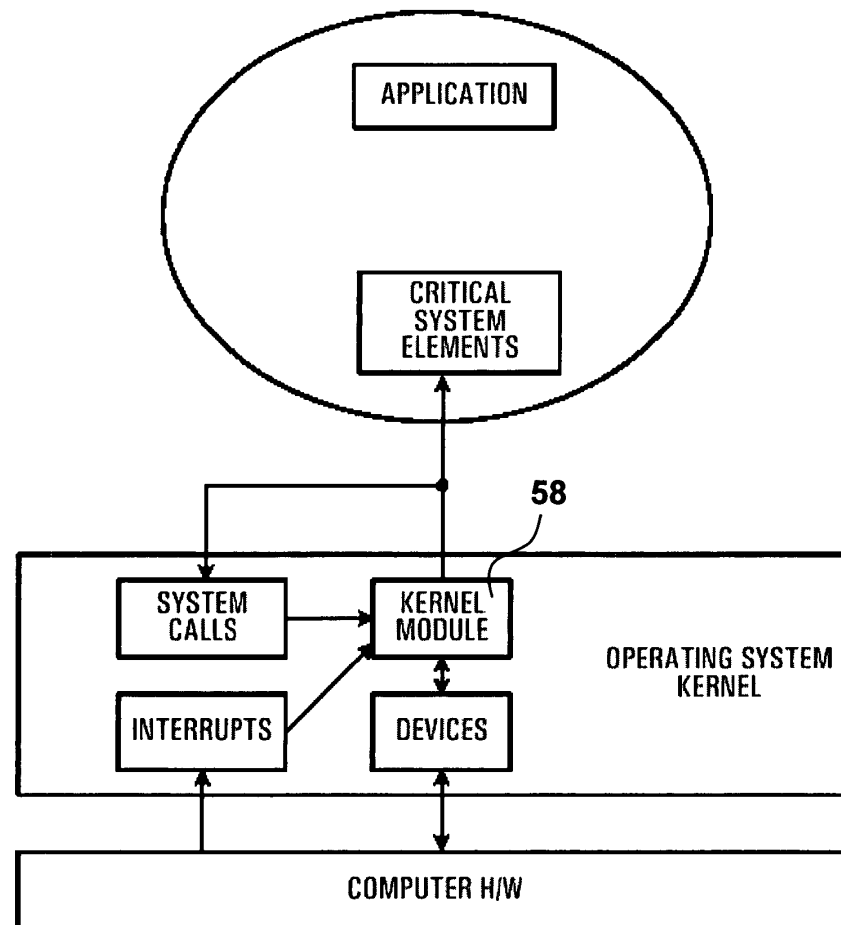 APPLICATION
CRITICAL
SYSTEM
ELEMENTS
58
SYSTEM
CALLS
KERNEL
MODULE
OPERATING SYSTEM
KERNEL
INTERRUPTS
DEVICES
COMPUTER H/W